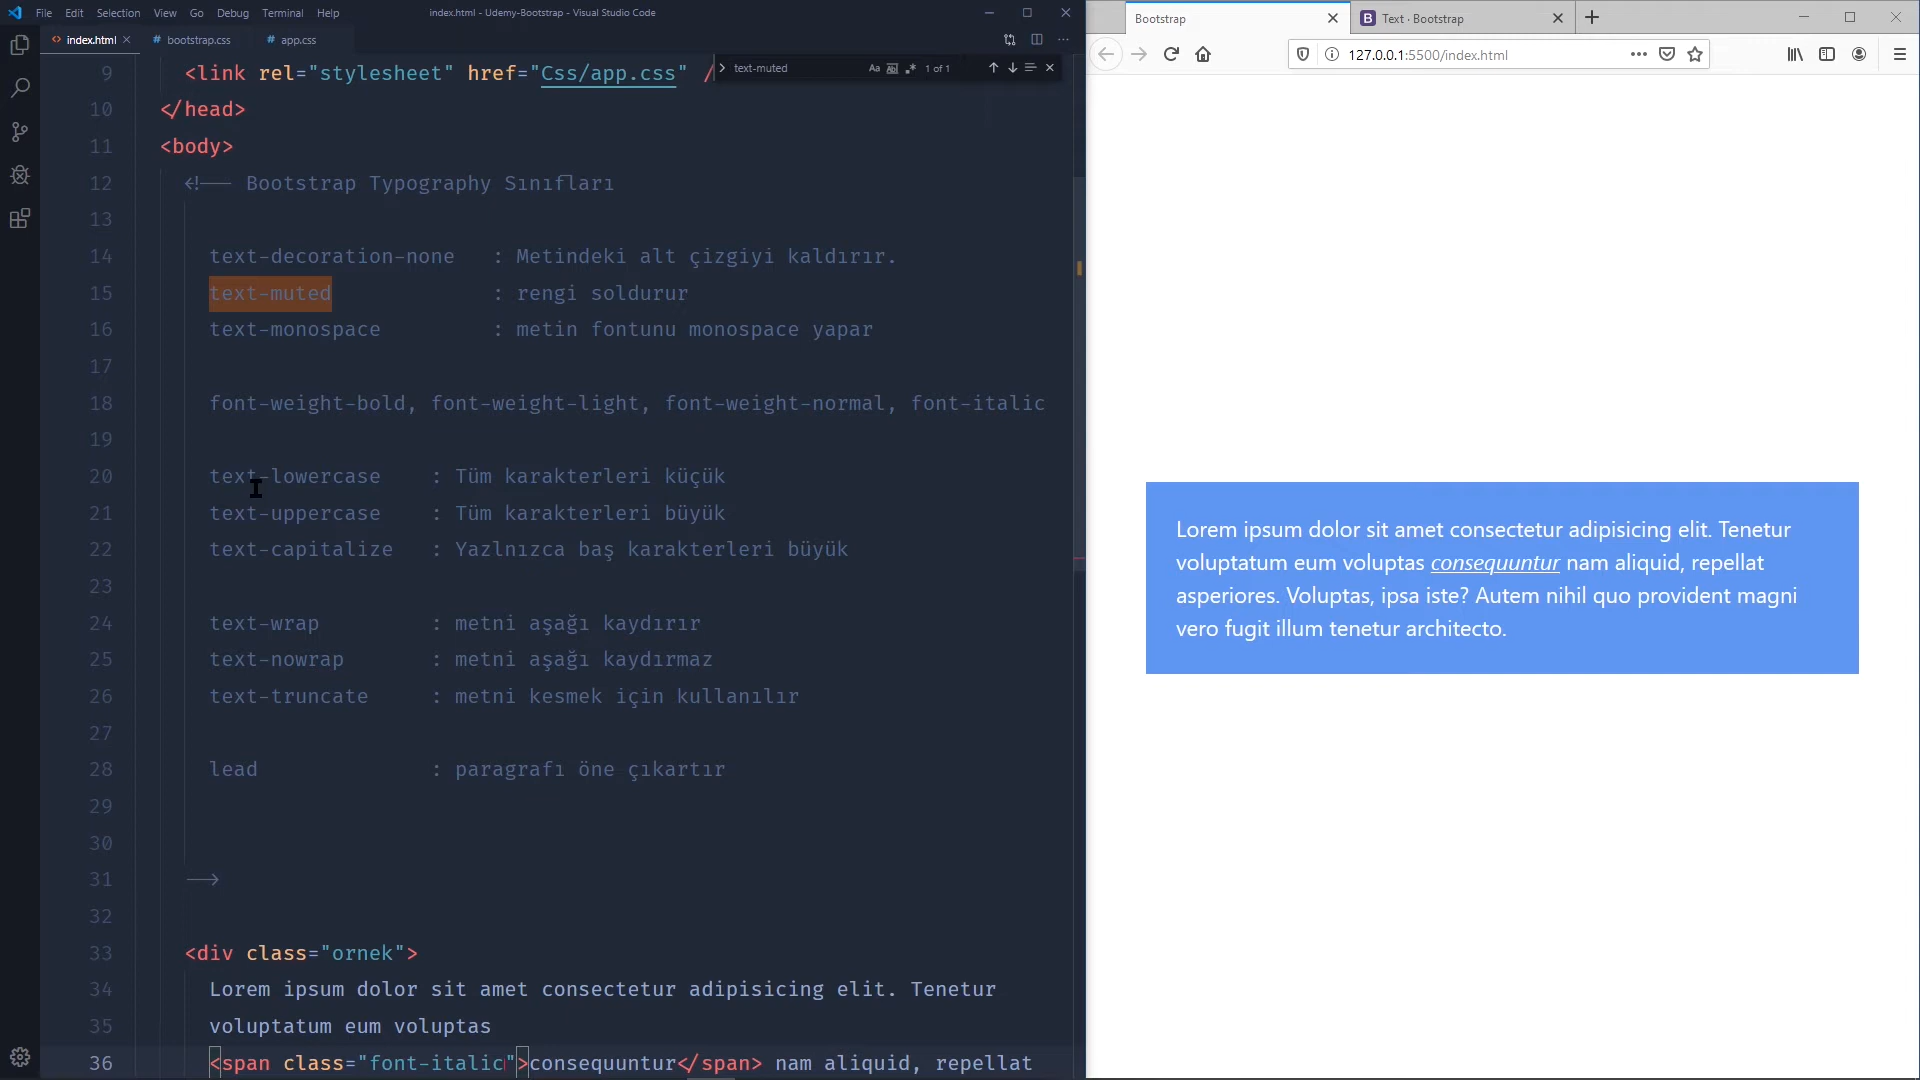 File Edit Selection View Go Debug Terminal Help
index.html - Udemy-Bootstrap - Visual Studio Code
index.html
bootstrap.css
app.css
text-muted
1 of 1
9 <link rel="stylesheet" href="Css/app.css" /
10 </head>
11 <body>
12 <!-- Bootstrap Typography Sınıfları
13
14 text-decoration-none : Metindeki alt çizgiyi kaldırır.
15 text-muted : rengi soldurur
16 text-monospace : metin fontunu monospace yapar
17
18 font-weight-bold, font-weight-light, font-weight-normal, font-italic
19
20 text-lowercase : Tüm karakterleri küçük
21 text-uppercase : Tüm karakterleri büyük
22 text-capitalize : Yazlnızca baş karakterleri büyük
23
24 text-wrap : metni aşağı kaydırır
25 text-nowrap : metni aşağı kaydırmaz
26 text-truncate : metni kesmek için kullanılır
27
28 lead : paragrafı öne çıkartır
29
30
31 -->
32
33 <div class="ornek">
34 Lorem ipsum dolor sit amet consectetur adipisicing elit. Tenetur
35 voluptatum eum voluptas
36 <span class="font-italic">consequuntur</span> nam aliquid, repellat
Bootstrap
B Text · Bootstrap
127.0.0.1:5500/index.html
Lorem ipsum dolor sit amet consectetur adipisicing elit. Tenetur
voluptatum eum voluptas consequuntur nam aliquid, repellat
asperiores. Voluptas, ipsa iste? Autem nihil quo provident magni
vero fugit illum tenetur architecto.